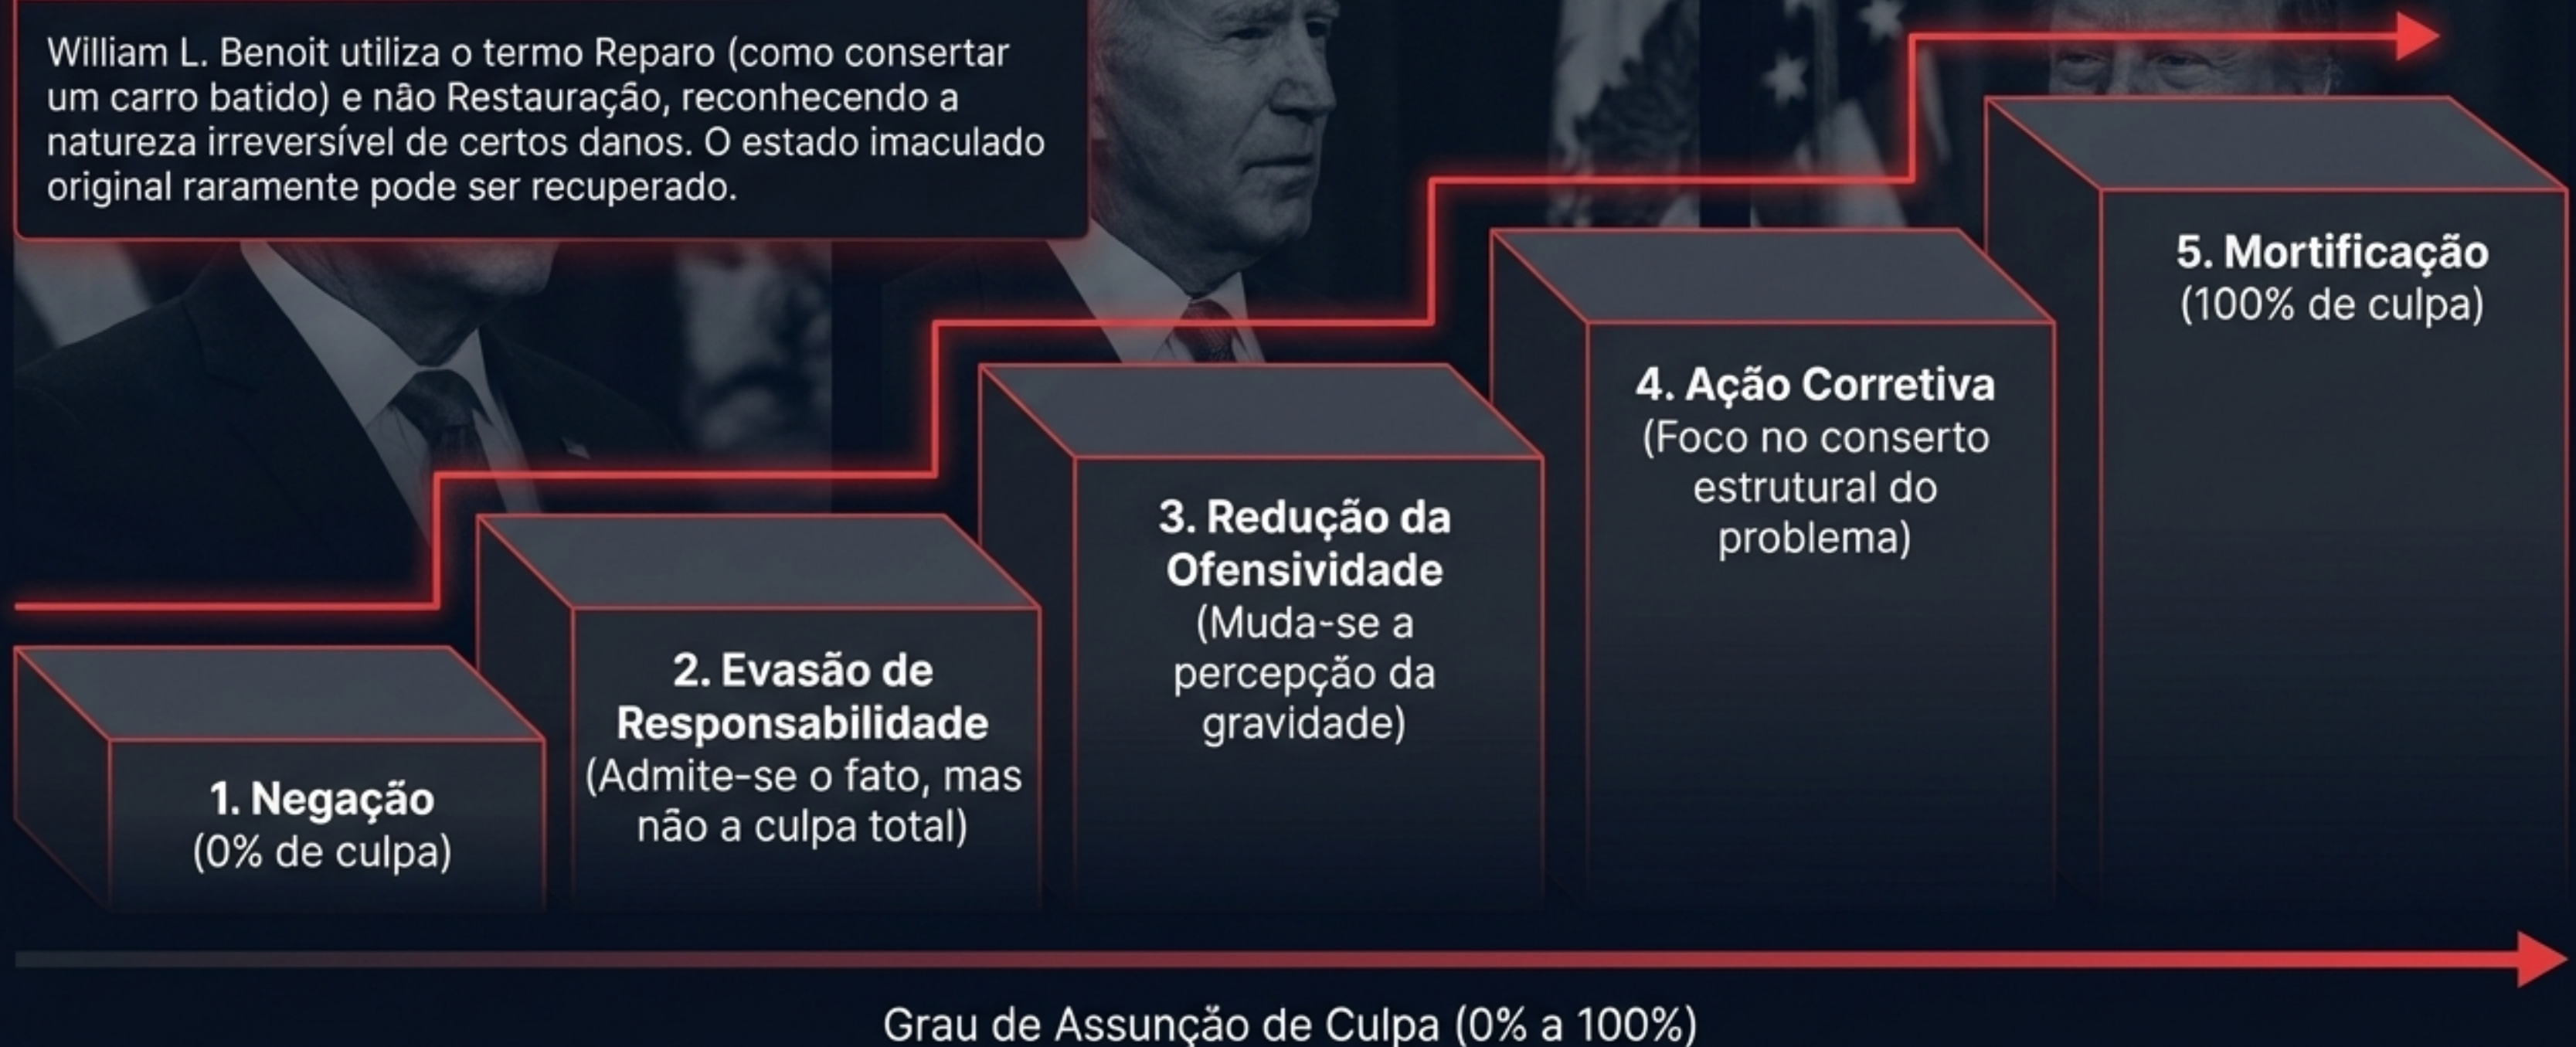 William L. Benoit utiliza o termo Reparo (como consertar
um carro batido) e não Restauração, reconhecendo a
natureza irreversível de certos danos. O estado imaculado
original raramente pode ser recuperado.
1. Negação
(0% de culpa)
2. Evasão de
Responsabilidade
(Admite-se o fato, mas
não a culpa total)
3. Redução da
Ofensividade
(Muda-se a
percepção da
gravidade)
4. Ação Corretiva
(Foco no conserto
estrutural do
problema)
5. Mortificação
(100% de culpa)
Grau de Assunção de Culpa (0% a 100%)